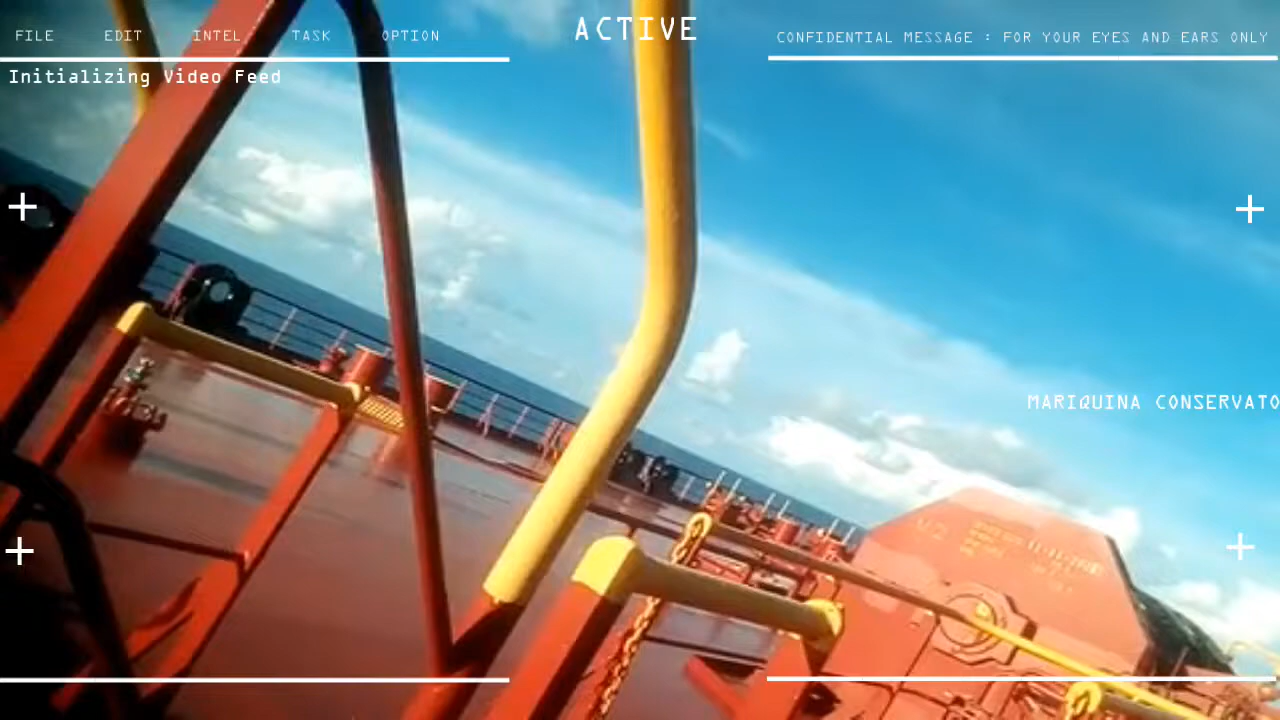 FILE EDIT INTEL TASK OPTION
ACTIVE
CONFIDENTIAL MESSAGE : FOR YOUR EYES AND EARS ONLY
Initializing Video Feed
MARIQUINA CONSERVATO